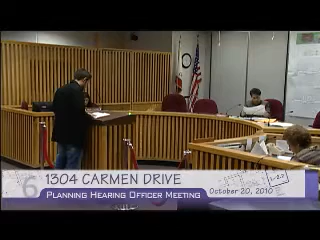 6 1304 CARMEN DRIVE
PLANNING HEARING OFFICER MEETING
October 20, 2010